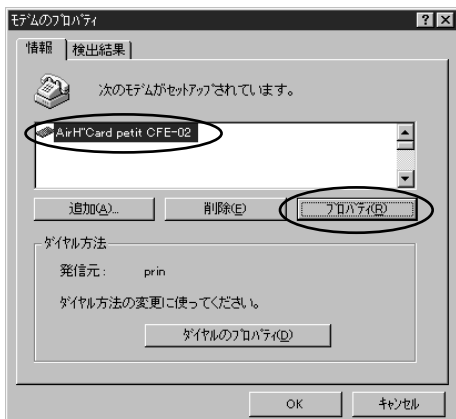 ﾓﾃﾞﾑのﾌﾟﾛﾊﾟﾃｨ
情報 検出結果
次のﾓﾃﾞﾑがｾｯﾄｱｯﾌﾟされています。
AirH"Card petit CFE-02
追加(A)... 削除(E) ﾌﾟﾛﾊﾟﾃｨ(R)
ﾀﾞｲﾔﾙ方法
発信元: prin
ﾀﾞｲﾔﾙ方法の変更に使ってください。
ﾀﾞｲﾔﾙのﾌﾟﾛﾊﾟﾃｨ(D)
OK ｷｬﾝｾﾙ